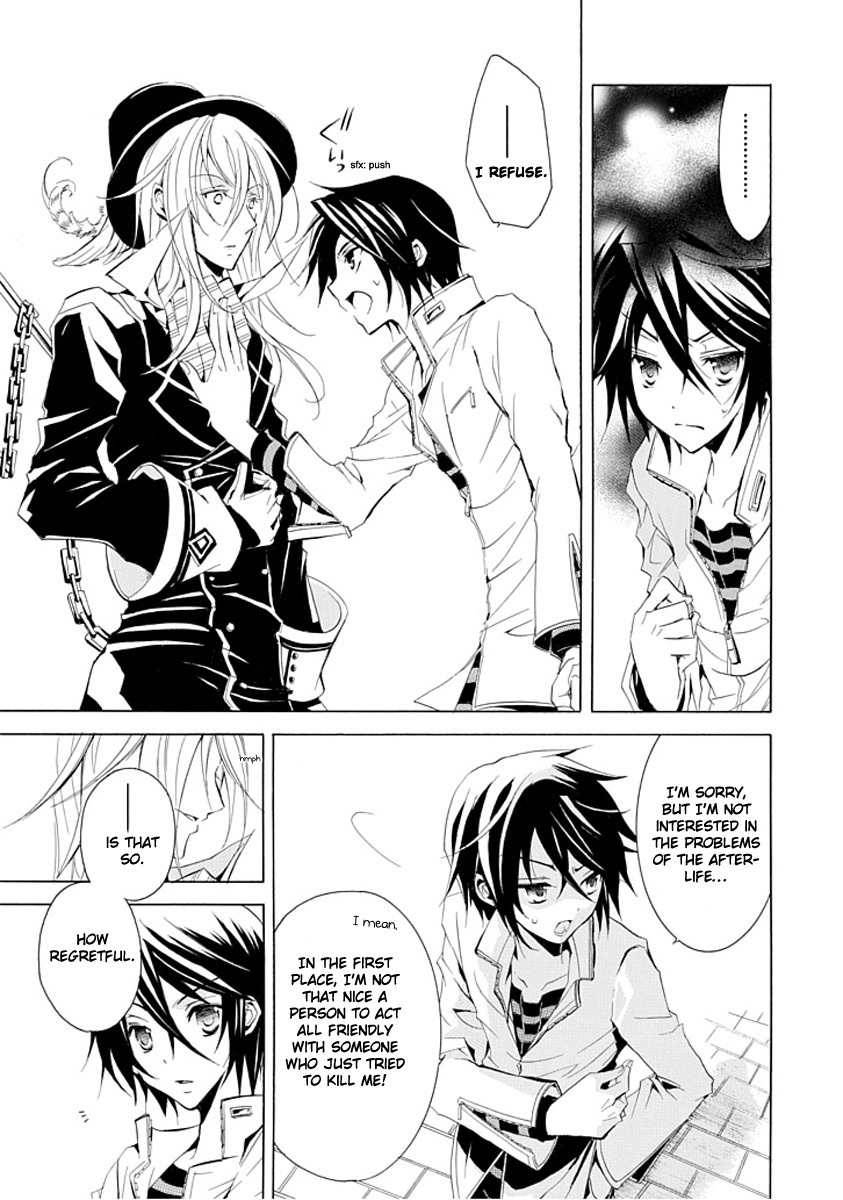 .........
—
I REFUSE.
ぐいっ
sfx: push
I'M SORRY,
BUT I'M NOT
INTERESTED IN
THE PROBLEMS
OF THE AFTER-
LIFE...
I mean,
IN THE FIRST
PLACE, I'M NOT
THAT NICE A
PERSON TO ACT
ALL FRIENDLY
WITH SOMEONE
WHO JUST TRIED
TO KILL ME!
hmph
—
IS THAT
SO.
HOW
REGRETFUL.